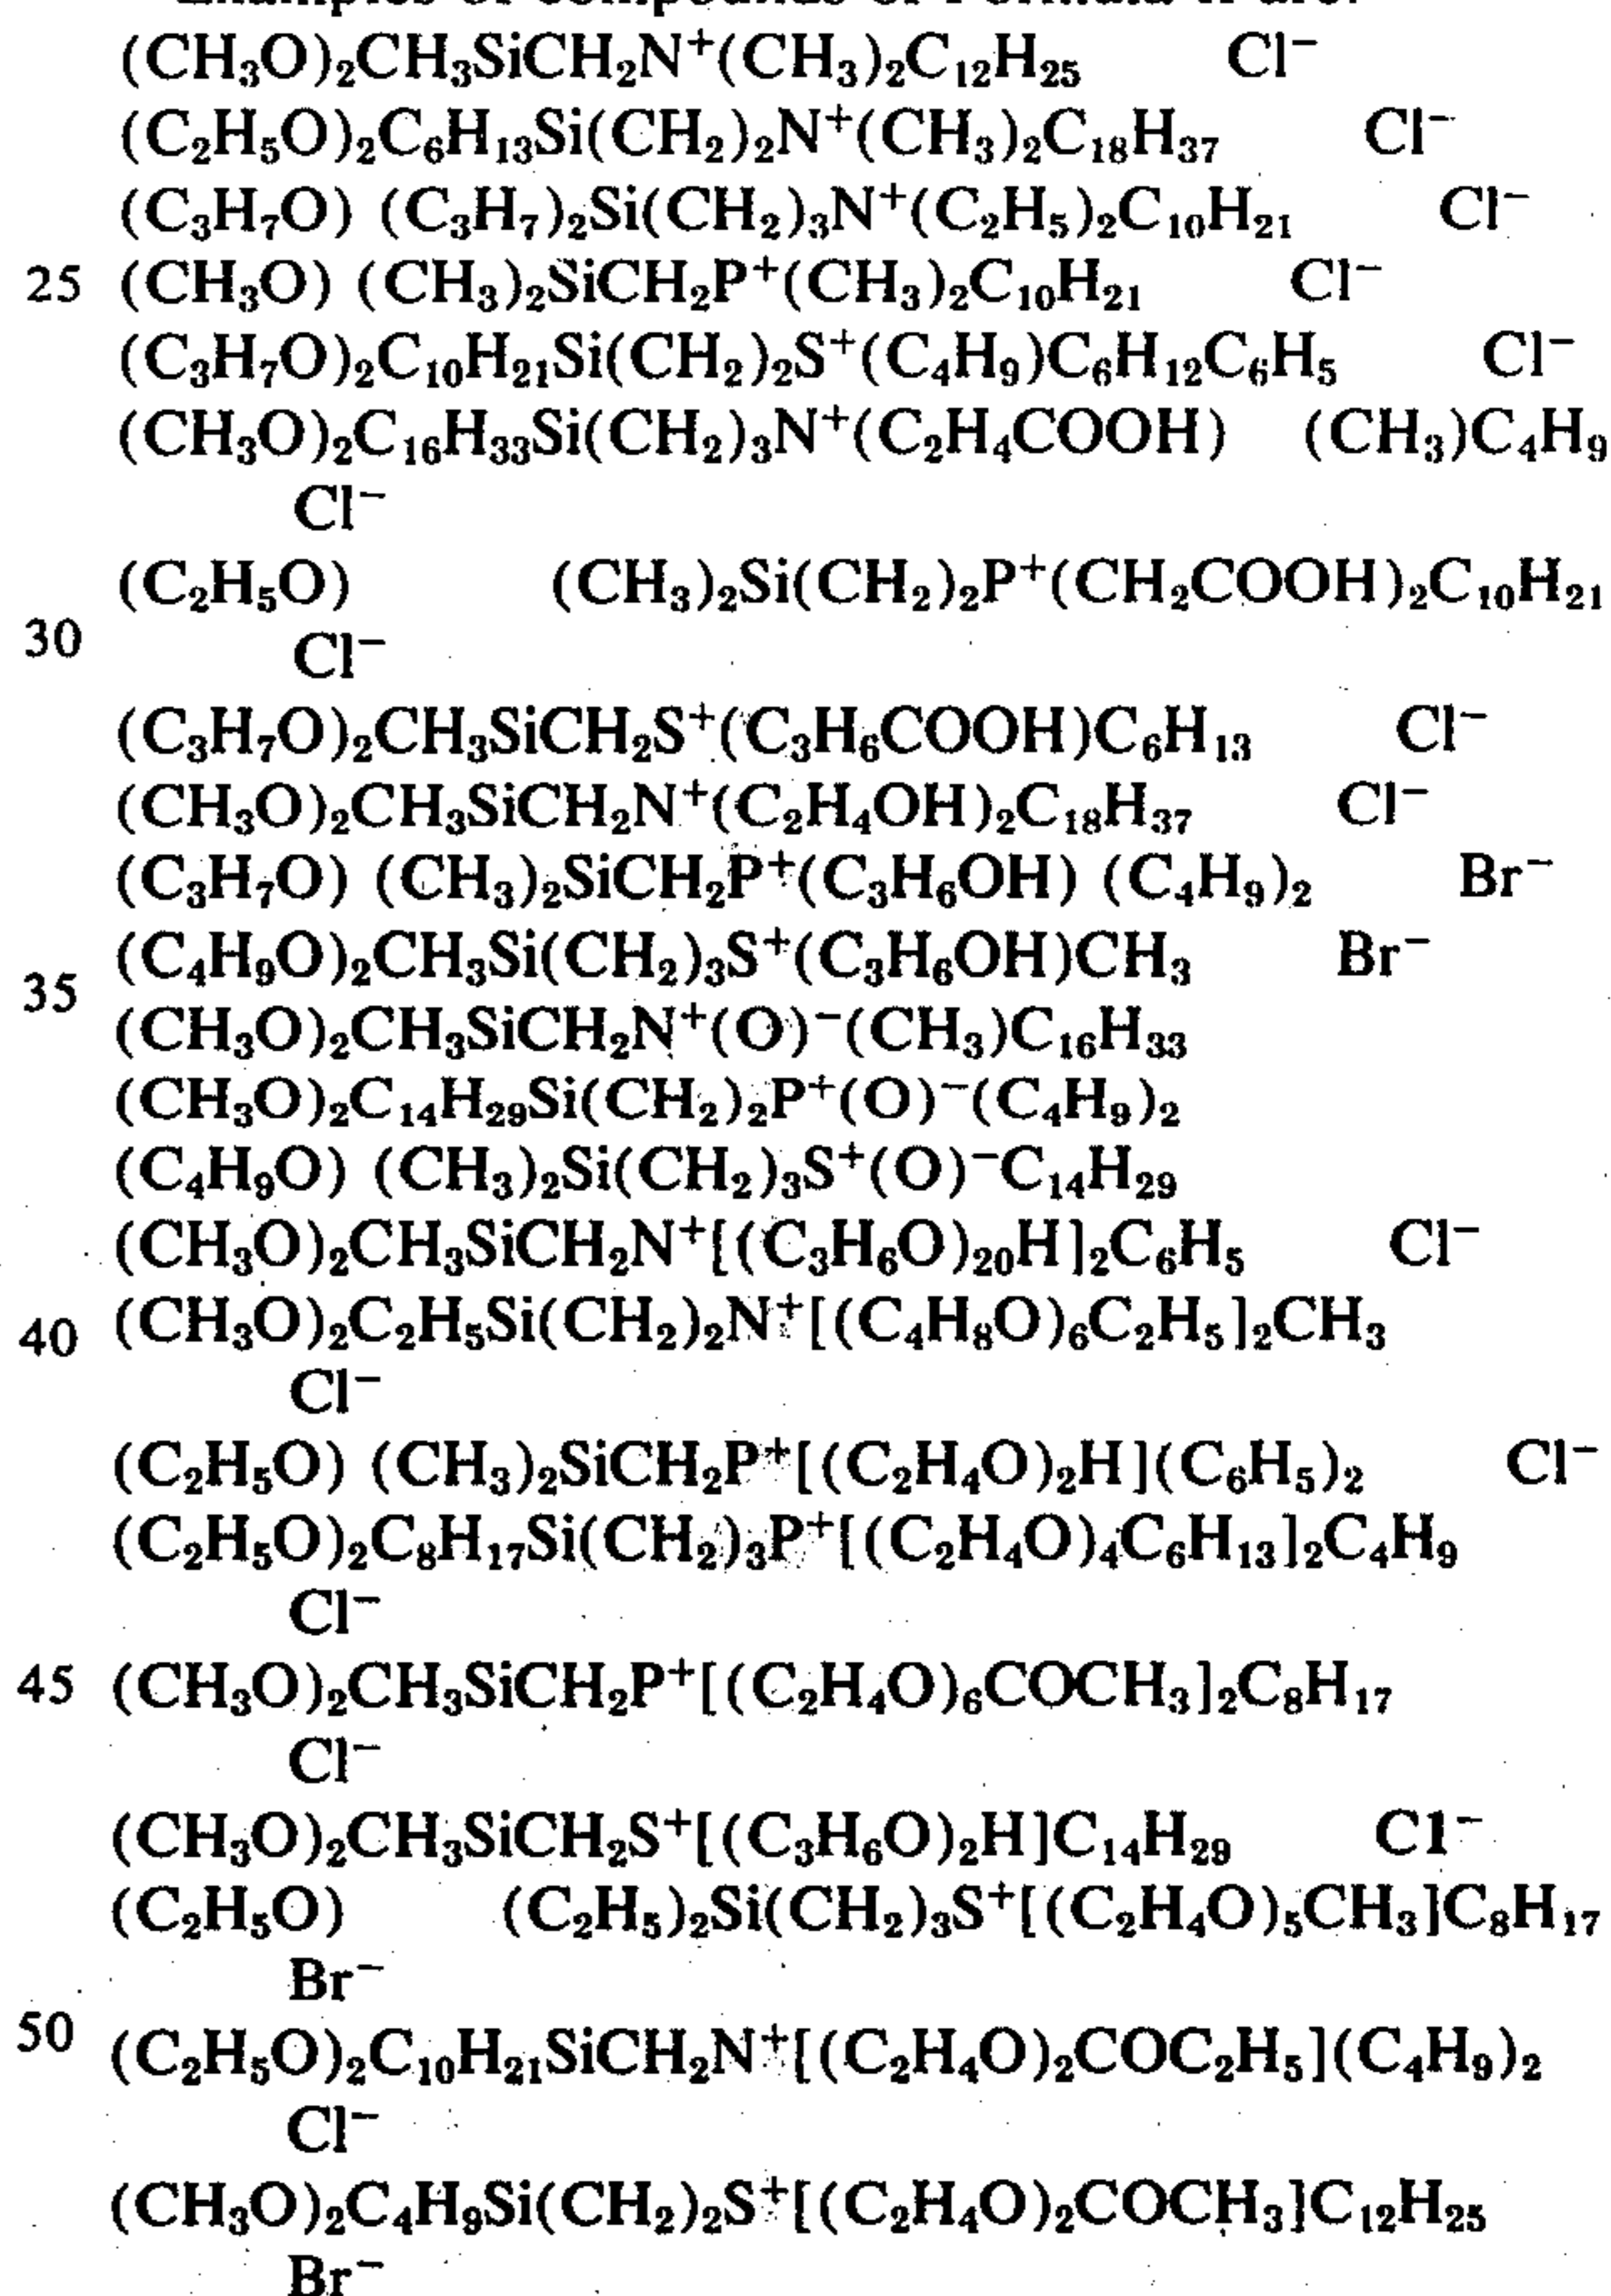 (CH₃O)₂CH₃SiCH₂N⁺(CH₃)₂C₁₂H₂₅ Cl⁻
(C₂H₅O)₂C₆H₁₃Si(CH₂)₂N⁺(CH₃)₂C₁₈H₃₇ Cl⁻
(C₃H₇O) (C₃H₇)₂Si(CH₂)₃N⁺(C₂H₅)₂C₁₀H₂₁ Cl⁻
25 (CH₃O) (CH₃)₂SiCH₂P⁺(CH₃)₂C₁₀H₂₁ Cl⁻
(C₃H₇O)₂C₁₀H₂₁Si(CH₂)₂S⁺(C₄H₉)C₆H₁₂C₆H₅ Cl⁻
(CH₃O)₂C₁₆H₃₃Si(CH₂)₃N⁺(C₂H₄COOH) (CH₃)C₄H₉
Cl⁻
(C₂H₅O) (CH₃)₂Si(CH₂)₂P⁺(CH₂COOH)₂C₁₀H₂₁
30 Cl⁻
(C₃H₇O)₂CH₃SiCH₂S⁺(C₃H₆COOH)C₆H₁₃ Cl⁻
(CH₃O)₂CH₃SiCH₂N⁺(C₂H₄OH)₂C₁₈H₃₇ Cl⁻
(C₃H₇O) (CH₃)₂SiCH₂P⁺(C₃H₆OH) (C₄H₉)₂ Br⁻
35 (C₄H₉O)₂CH₃Si(CH₂)₃S⁺(C₃H₆OH)CH₃ Br⁻
(CH₃O)₂CH₃SiCH₂N⁺(O)⁻(CH₃)C₁₆H₃₃
(CH₃O)₂C₁₄H₂₉Si(CH₂)₂P⁺(O)⁻(C₄H₉)₂
(C₄H₉O) (CH₃)₂Si(CH₂)₃S⁺(O)⁻C₁₄H₂₉
(CH₃O)₂CH₃SiCH₂N⁺[(C₃H₆O)₂₀H]₂C₆H₅ Cl⁻
40 (CH₃O)₂C₂H₅Si(CH₂)₂N⁺[(C₄H₈O)₆C₂H₅]₂CH₃
Cl⁻
(C₂H₅O) (CH₃)₂SiCH₂P⁺[(C₂H₄O)₂H](C₆H₅)₂ Cl⁻
(C₂H₅O)₂C₈H₁₇Si(CH₂)₃P⁺[(C₂H₄O)₄C₆H₁₃]₂C₄H₉
Cl⁻
45 (CH₃O)₂CH₃SiCH₂P⁺[(C₂H₄O)₆COCH₃]₂C₈H₁₇
Cl⁻
(CH₃O)₂CH₃SiCH₂S⁺[(C₃H₆O)₂H]C₁₄H₂₉ Cl⁻
(C₂H₅O) (C₂H₅)₂Si(CH₂)₃S⁺[(C₂H₄O)₅CH₃]C₈H₁₇
Br⁻
50 (C₂H₅O)₂C₁₀H₂₁SiCH₂N⁺[(C₂H₄O)₂COC₂H₅](C₄H₉)₂
Cl⁻
(CH₃O)₂C₄H₉Si(CH₂)₂S⁺[(C₂H₄O)₂COCH₃]C₁₂H₂₅
Br⁻